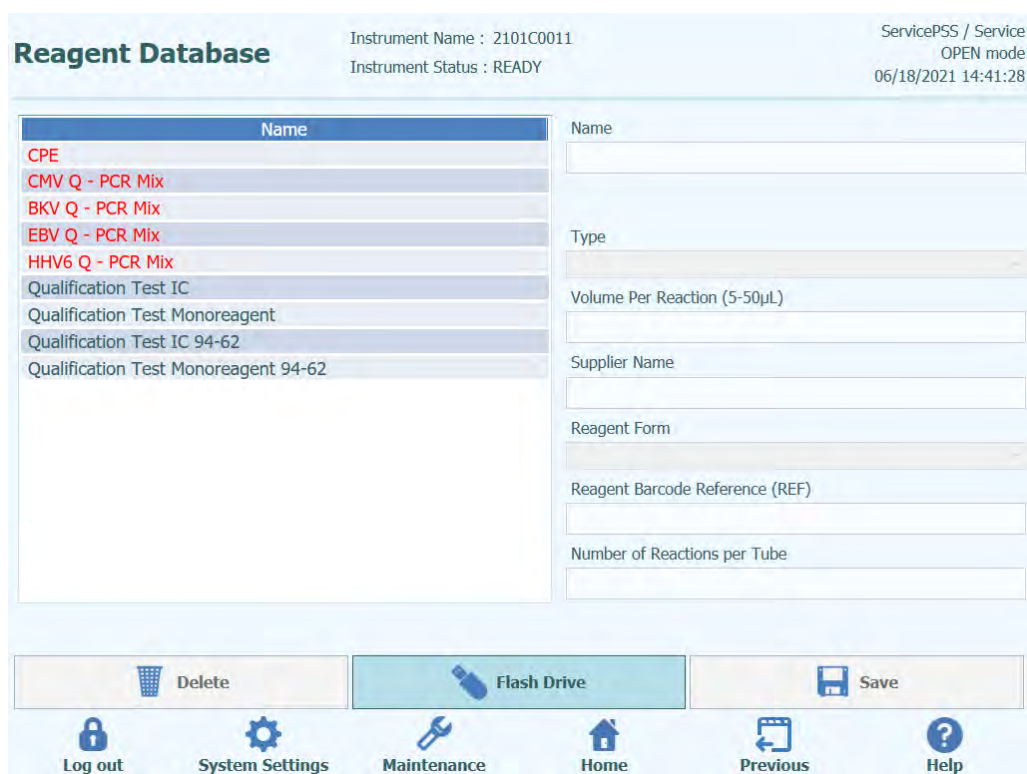 Reagent Database
Instrument Name : 2101C0011
Instrument Status : READY
ServicePSS / Service
OPEN mode
06/18/2021 14:41:28
Name
CPE
CMV Q - PCR Mix
BKV Q - PCR Mix
EBV Q - PCR Mix
HHV6 Q - PCR Mix
Qualification Test IC
Qualification Test Monoreagent
Qualification Test IC 94-62
Qualification Test Monoreagent 94-62
Name
Type
Volume Per Reaction (5-50µL)
Supplier Name
Reagent Form
Reagent Barcode Reference (REF)
Number of Reactions per Tube
Delete
Flash Drive
Save
Log out
System Settings
Maintenance
Home
Previous
Help